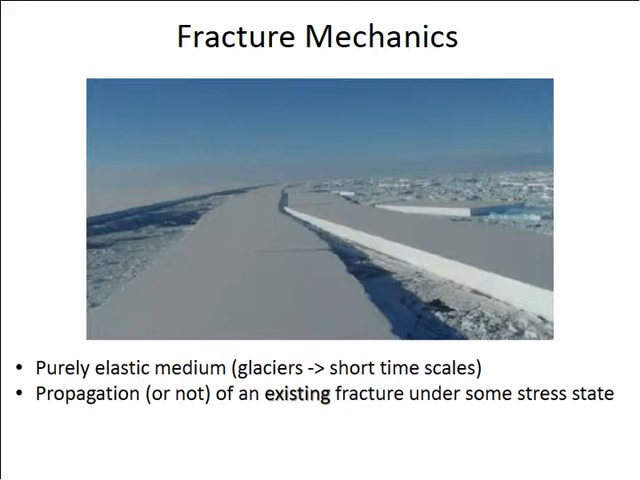 Fracture Mechanics
• Purely elastic medium (glaciers -> short time scales)
• Propagation (or not) of an existing fracture under some stress state